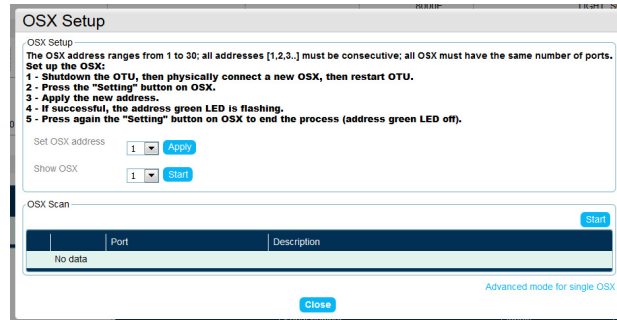 8000E
LIGHT
OSX Setup
OSX Setup
The OSX address ranges from 1 to 30; all addresses [1,2,3..] must be consecutive; all OSX must have the same number of ports.
Set up the OSX:
1 - Shutdown the OTU, then physically connect a new OSX, then restart OTU.
2 - Press the "Setting" button on OSX.
3 - Apply the new address.
4 - If successful, the address green LED is flashing.
5 - Press again the "Setting" button on OSX to end the process (address green LED off).
Set OSX address 1 Apply
Show OSX 1 Start
OSX Scan
Start
Port Description
No data
Advanced mode for single OSX
Close